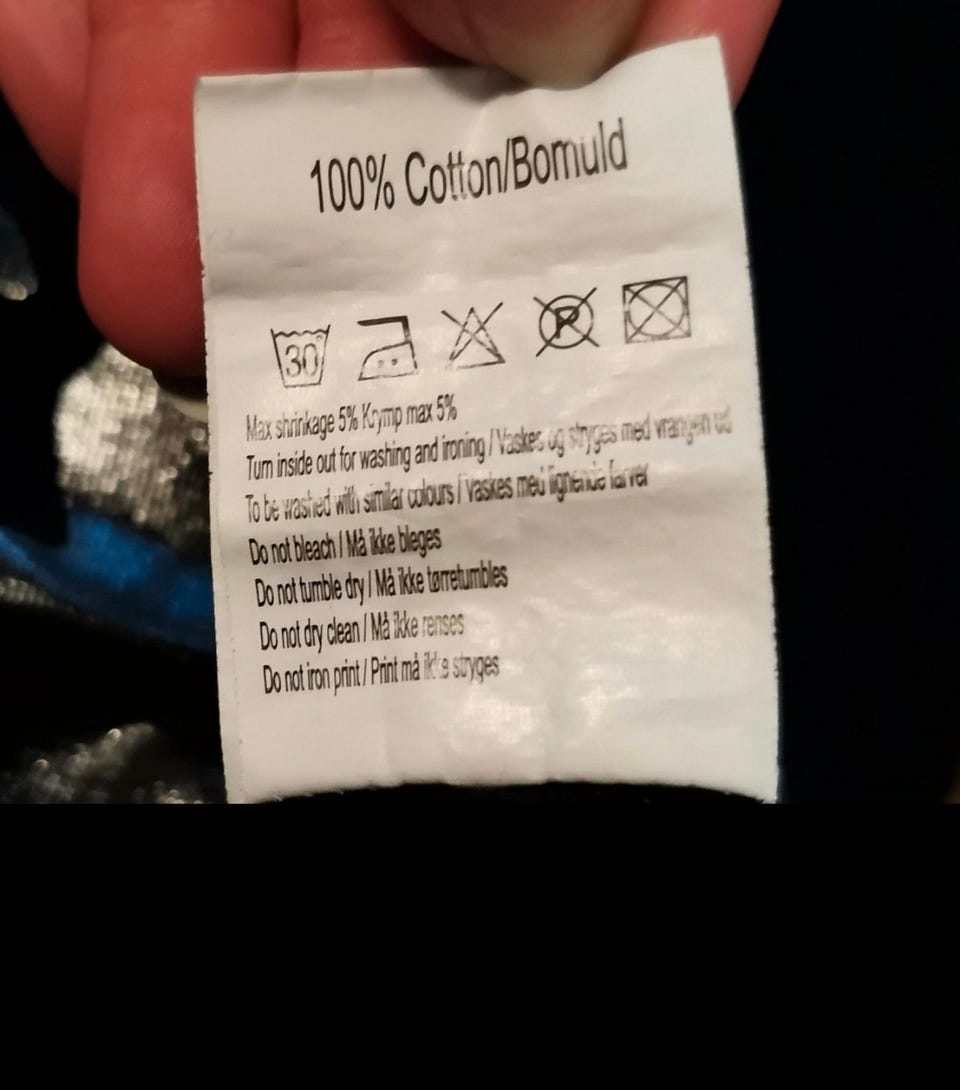 100% Cotton/Bomuld
30 P
Max shrinkage 5% Krymp max 5%
Turn inside out for washing and ironing / Vaskes og stryges med vrangen ud
To be washed with similar colours / Vaskes med lignende farver
Do not bleach / Må ikke bleges
Do not tumble dry / Må ikke tørretumbles
Do not dry clean / Må ikke renses
Do not iron print / Print må ikke stryges